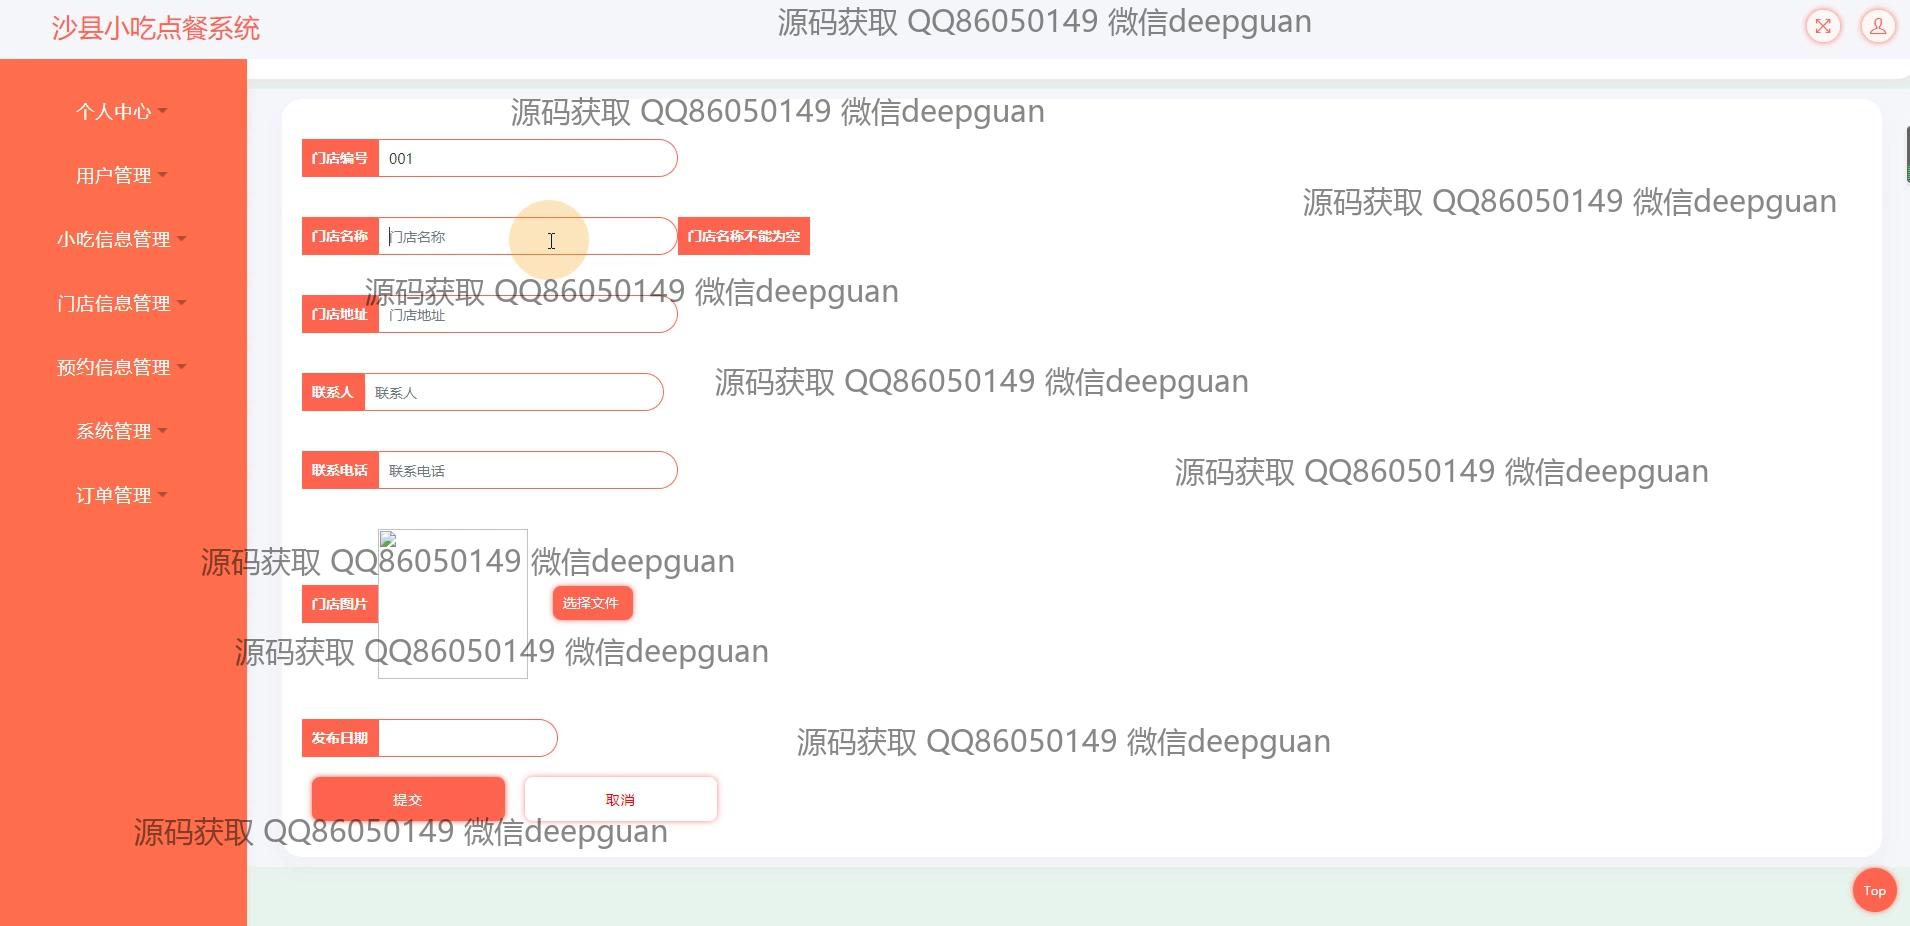 沙县小吃点餐系统
源码获取 QQ86050149 微信deepguan
个人中心
用户管理
小吃信息管理
门店信息管理
预约信息管理
系统管理
订单管理
源码获取 QQ86050149 微信deepguan
门店编号 001
源码获取 QQ86050149 微信deepguan
门店名称 门店名称 门店名称不能为空
源码获取 QQ86050149 微信deepguan
门店地址 门店地址
源码获取 QQ86050149 微信deepguan
联系人 联系人
联系电话 联系电话
源码获取 QQ86050149 微信deepguan
源码获取 QQ86050149 微信deepguan
门店图片 选择文件
源码获取 QQ86050149 微信deepguan
发布日期
源码获取 QQ86050149 微信deepguan
提交 取消
源码获取 QQ86050149 微信deepguan
Top